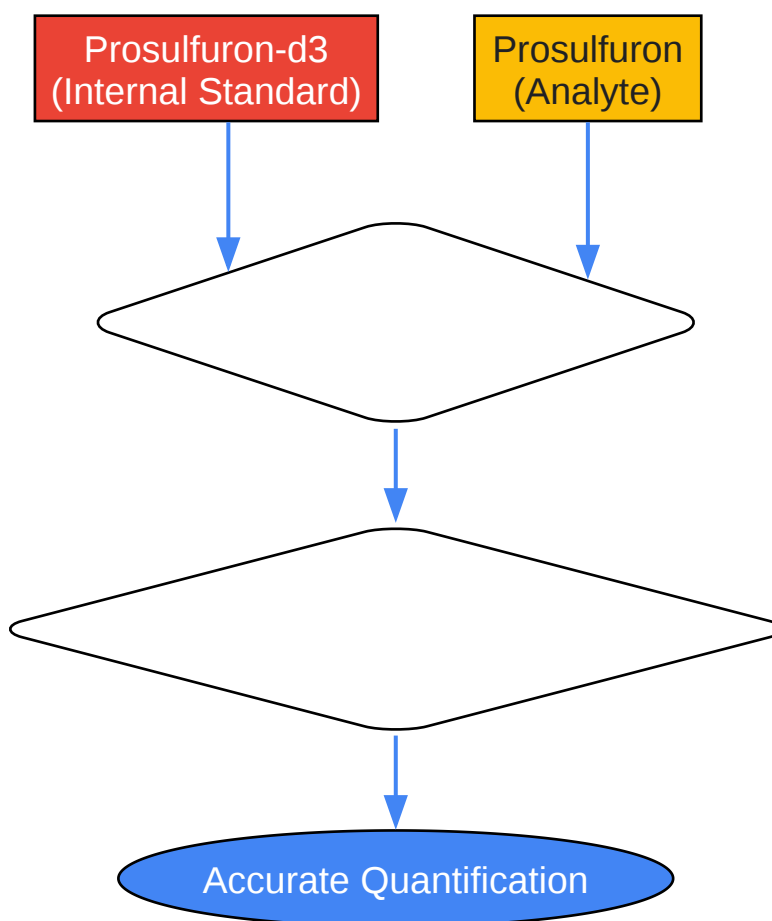 Prosulfuron-d3
(Internal Standard)
Prosulfuron
(Analyte)
Accurate Quantification